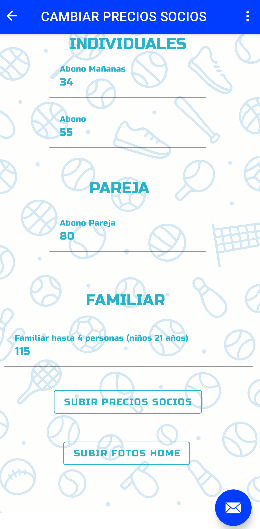 CAMBIAR PRECIOS SOCIOS
INDIVIDUALES
Abono Mañanas
34
Abono
55
PAREJA
Abono Pareja
80
FAMILIAR
Familiar hasta 4 personas (niños 21 años)
115
SUBIR PRECIOS SOCIOS
SUBIR FOTOS HOME